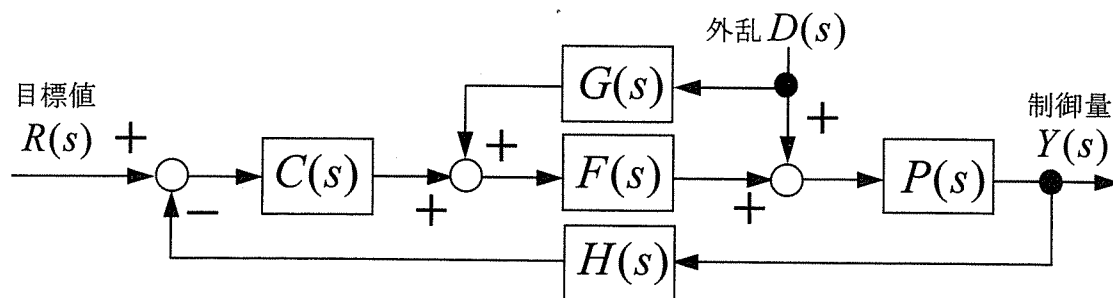 外乱 D(s)
G(s)
目標値
R(s)
+
C(s)
+
+
F(s)
+
+
P(s)
制御量
Y(s)
−
H(s)